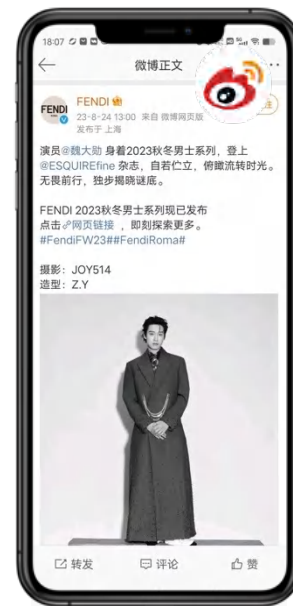 18:07
微博正文
FENDI
FENDI
23-8-24 13:00 来自 微博网页版
发布于 上海
演员@魏大勋 身着2023秋冬男士系列，登上
@ESQUIREfine 杂志，自若伫立，俯瞰流转时光。
无畏前行，独步揭晓谜底。
FENDI 2023秋冬男士系列现已发布
点击网页链接 ，即刻探索更多。
#FendiFW23##FendiRoma#
摄影：JOY514
造型：Z.Y
转发
评论
赞